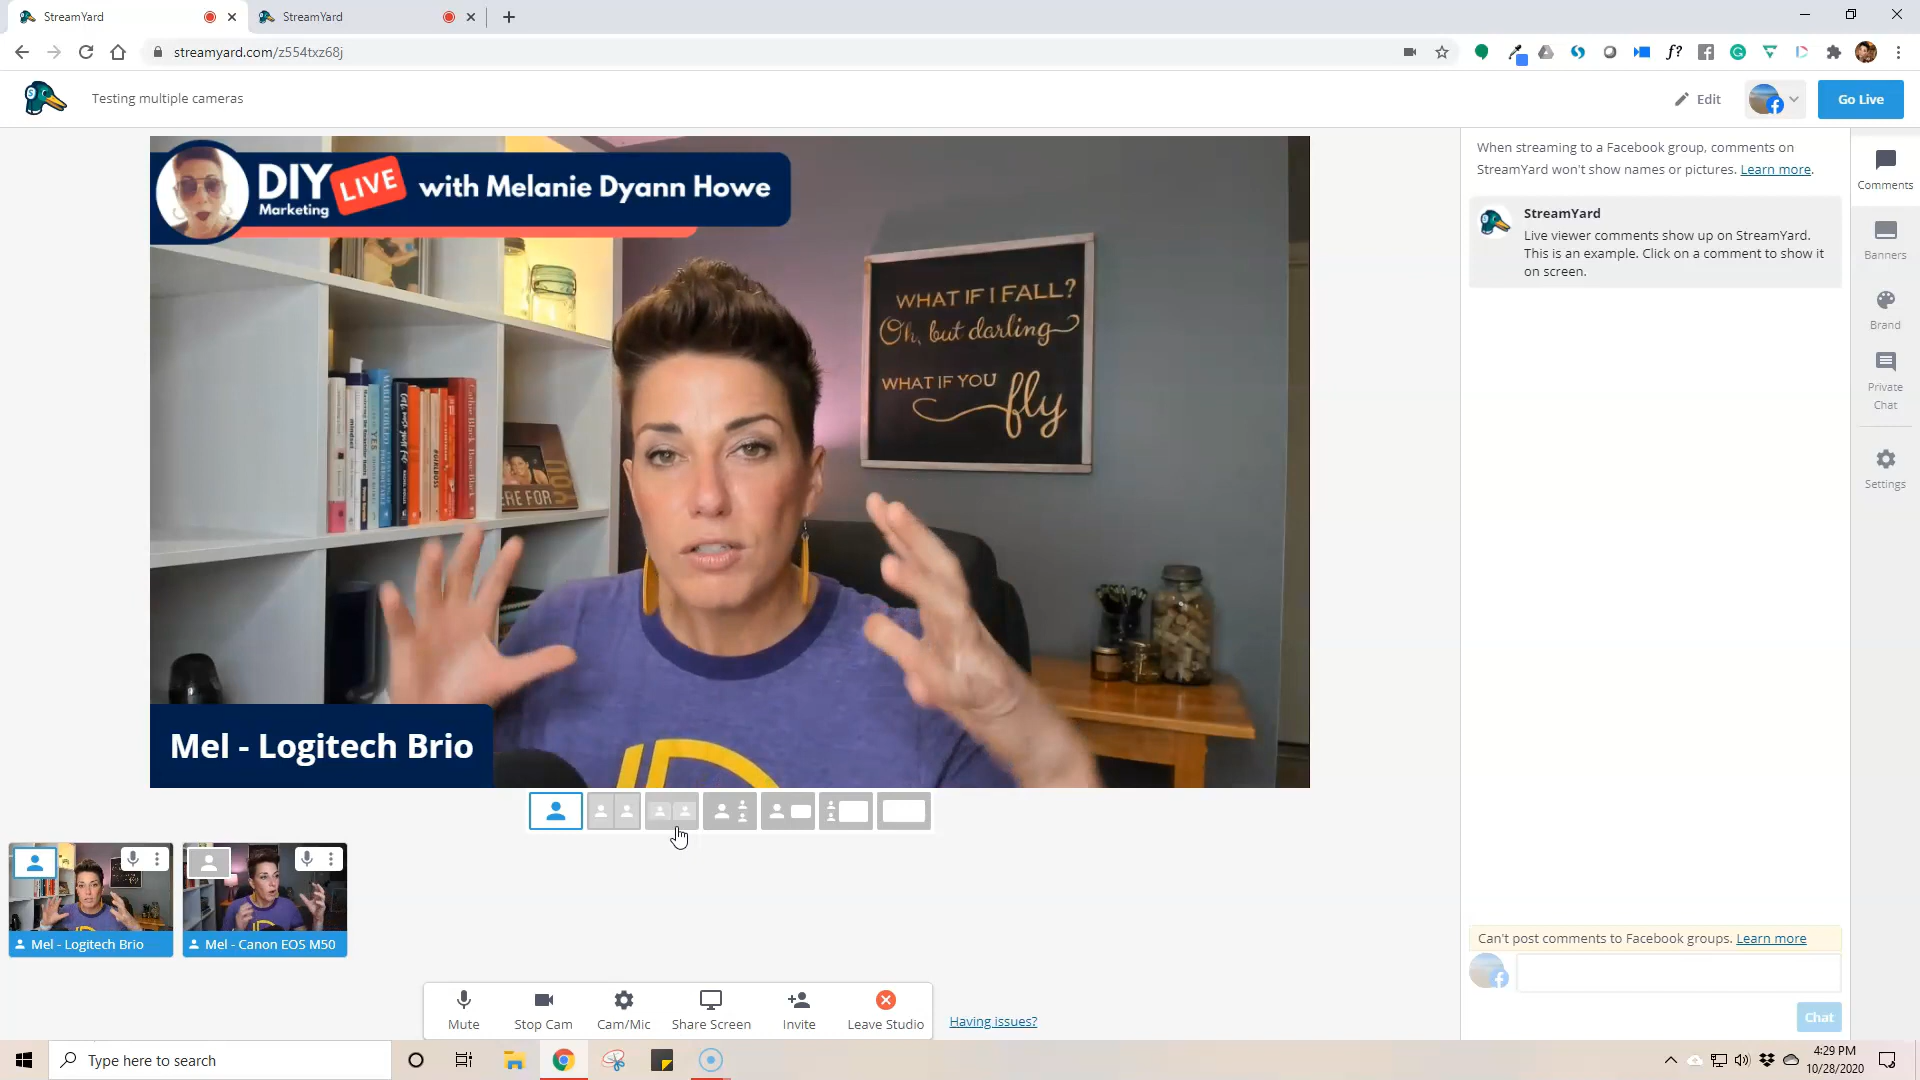 StreamYard
StreamYard
streamyard.com/z554txz68j
f?
Testing multiple cameras
Edit
Go Live
DIY
LIVE
Marketing
with Melanie Dyann Howe
WHAT IF I FALL?
Oh, but darling
WHAT IF YOU
fly
Mel - Logitech Brio
When streaming to a Facebook group, comments on
StreamYard won't show names or pictures. Learn more.
StreamYard
Live viewer comments show up on StreamYard.
This is an example. Click on a comment to show it
on screen.
Comments
Banners
Brand
Private
Chat
Settings
Mel - Logitech Brio
Mel - Canon EOS M50
Can't post comments to Facebook groups. Learn more
Chat
Mute
Stop Cam
Cam/Mic
Share Screen
Invite
Leave Studio
Having issues?
Type here to search
4:29 PM
10/28/2020